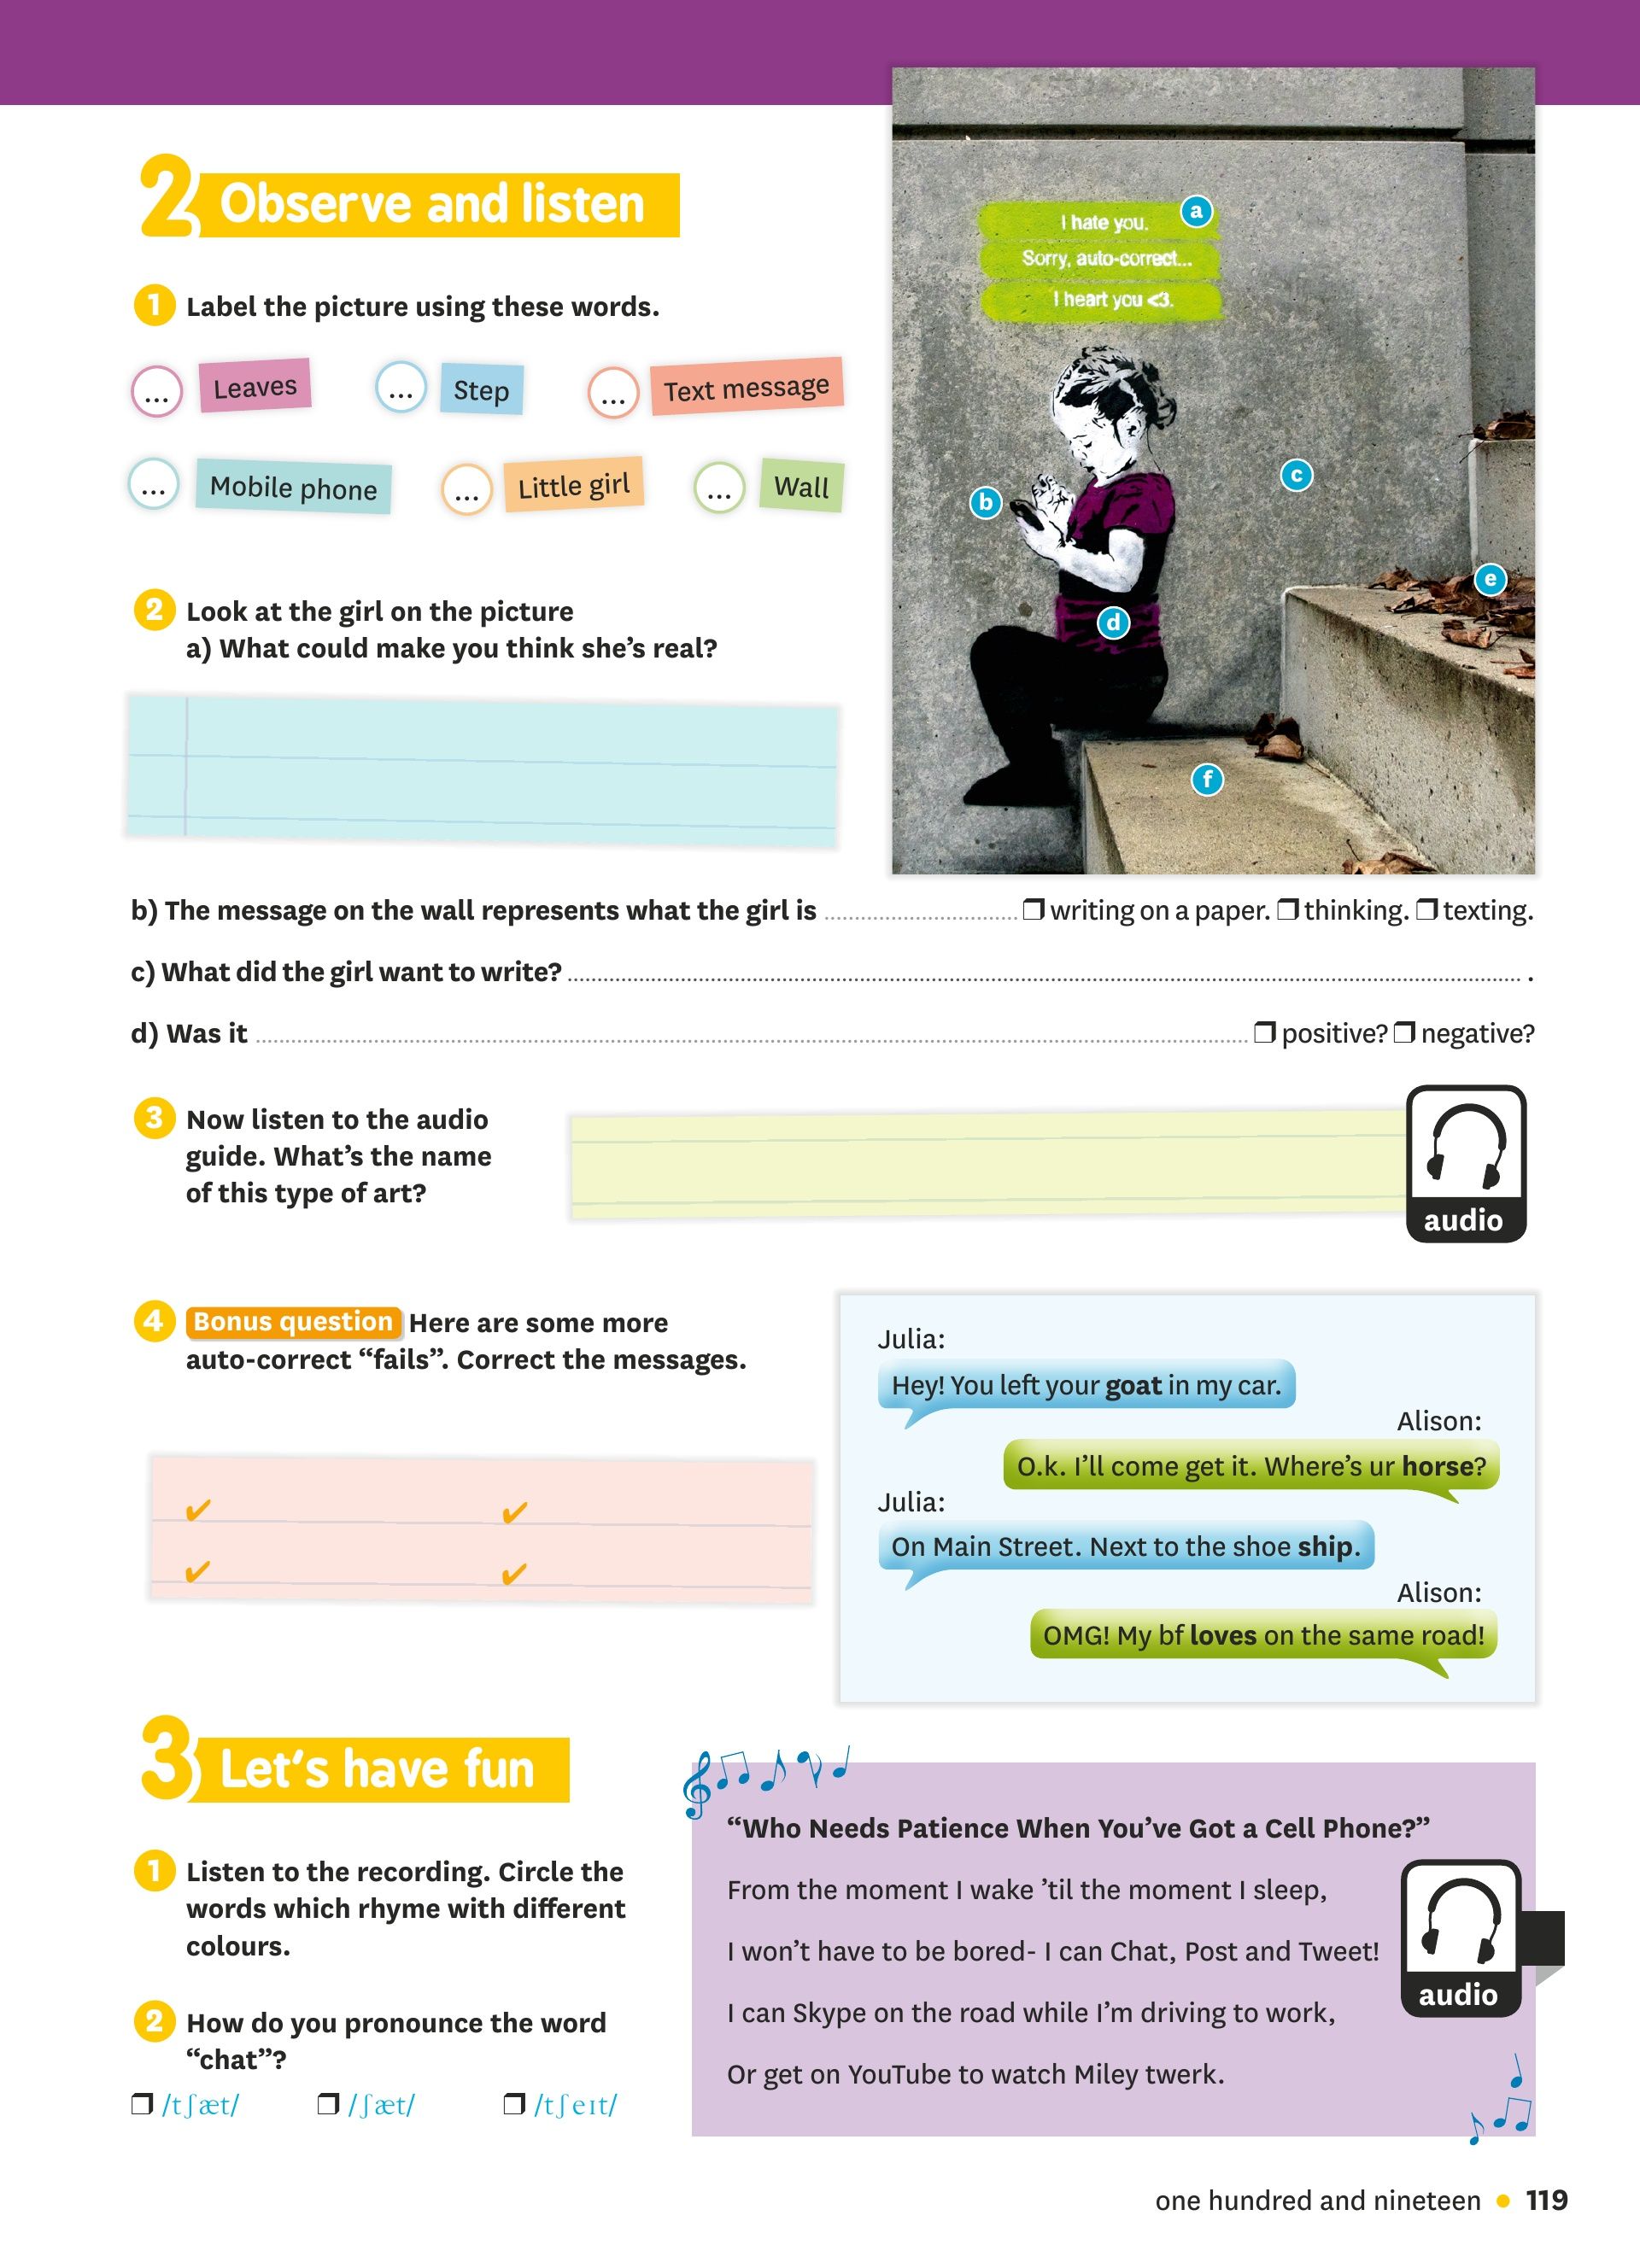 2 Observe and listen
1 Label the picture using these words.
... Leaves ... Step ... Text message
... Mobile phone ... Little girl ... Wall
I hate you. a
Sorry, auto-correct...
I heart you <3.
b
c
d
e
f
2 Look at the girl on the picture
a) What could make you think she's real?
b) The message on the wall represents what the girl is .................................. ❒ writing on a paper. ❒ thinking. ❒ texting.
c) What did the girl want to write? .................................................................................... .
d) Was it .................................................................................... ❒ positive? ❒ negative?
3 Now listen to the audio
guide. What's the name
of this type of art?
audio
4 Bonus question Here are some more
auto-correct “fails”. Correct the messages.
✔ ✔
✔ ✔
Julia:
Hey! You left your goat in my car.
Alison:
O.k. I'll come get it. Where's ur horse?
Julia:
On Main Street. Next to the shoe ship.
Alison:
OMG! My bf loves on the same road!
3 Let's have fun
1 Listen to the recording. Circle the
words which rhyme with different
colours.
2 How do you pronounce the word
“chat”?
❒ /tʃæt/ ❒ /ʃæt/ ❒ /tʃeɪt/
“Who Needs Patience When You've Got a Cell Phone?”
From the moment I wake 'til the moment I sleep,
I won't have to be bored- I can Chat, Post and Tweet!
I can Skype on the road while I'm driving to work,
Or get on YouTube to watch Miley twerk.
audio
one hundred and nineteen • 119